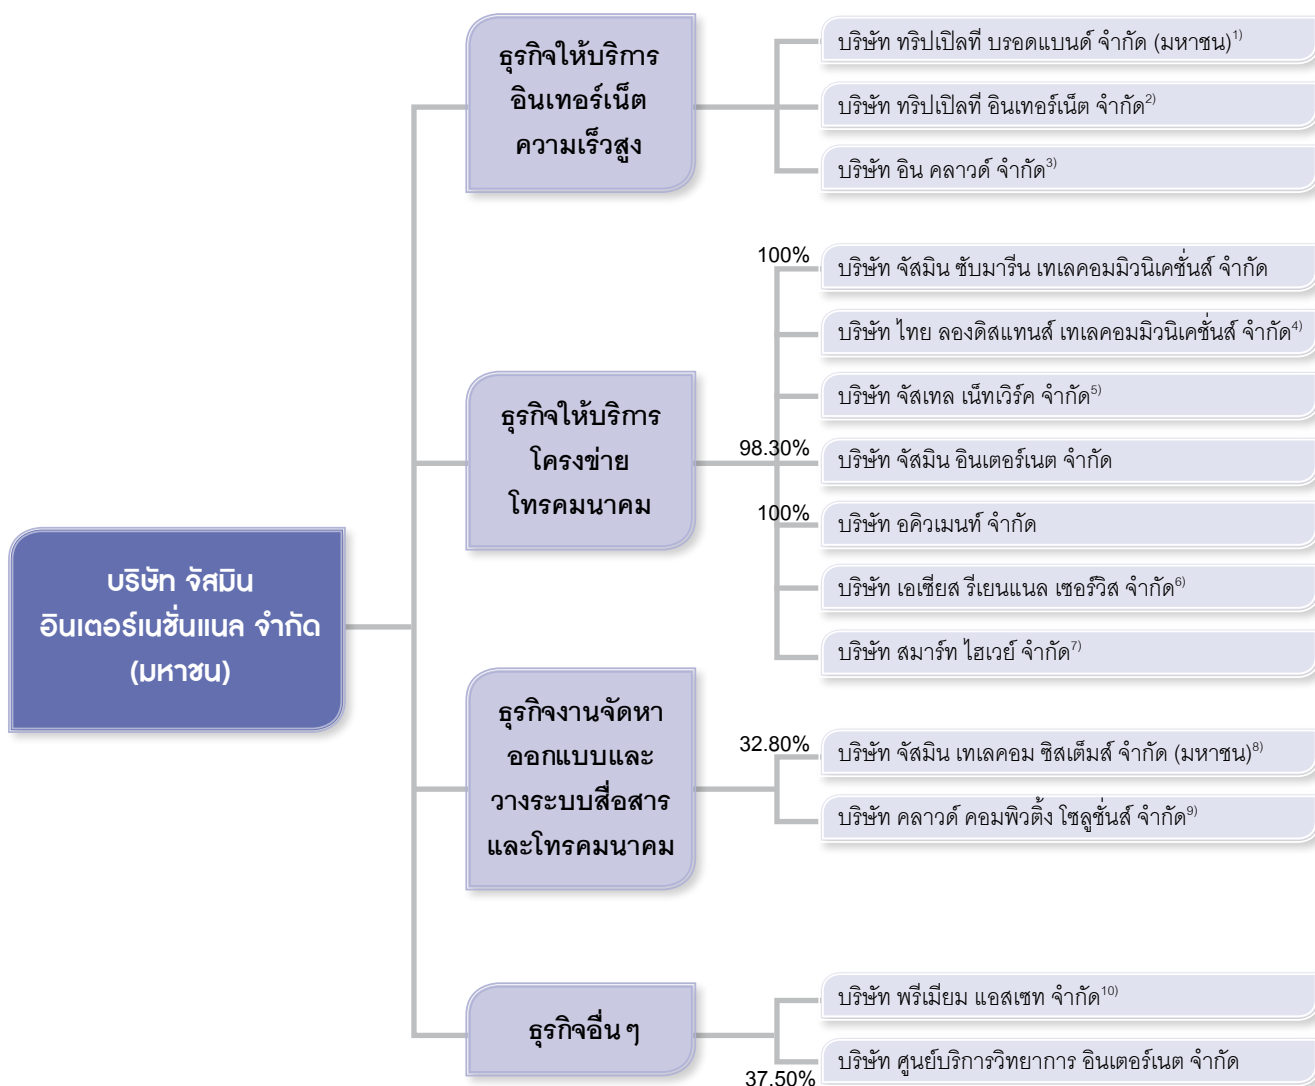 ธุรกิจให้บริการ
อินเทอร์เน็ต
ความเร็วสูง
บริษัท ทริปเปิลที บรอดแบนด์ จำกัด (มหาชน)1)
บริษัท ทริปเปิลที อินเทอร์เน็ต จำกัด2)
บริษัท อิน คลาวด์ จำกัด3)
ธุรกิจให้บริการ
โครงข่าย
โทรคมนาคม
100%
บริษัท จัสมิน ซับมารีน เทเลคอมมิวนิเคชั่นส์ จำกัด
บริษัท ไทย ลองดิสแทนส์ เทเลคอมมิวนิเคชั่นส์ จำกัด4)
บริษัท จัสเทล เน็ทเวิร์ค จำกัด5)
98.30%
บริษัท จัสมิน อินเตอร์เนต จำกัด
100%
บริษัท อคิวเมนท์ จำกัด
บริษัท เอเซียส รีเยนแนล เซอร์วิส จำกัด6)
บริษัท สมาร์ท ไฮเวย์ จำกัด7)
บริษัท จัสมิน
อินเตอร์เนชั่นแนล จำกัด
(มหาชน)
ธุรกิจงานจัดหา
ออกแบบและ
วางระบบสื่อสาร
และโทรคมนาคม
32.80%
บริษัท จัสมิน เทเลคอม ซิสเต็มส์ จำกัด (มหาชน)8)
บริษัท คลาวด์ คอมพิวติ้ง โซลูชั่นส์ จำกัด9)
ธุรกิจอื่น ๆ
บริษัท พรีเมียม แอสเซท จำกัด10)
37.50%
บริษัท ศูนย์บริการวิทยาการ อินเตอร์เนต จำกัด